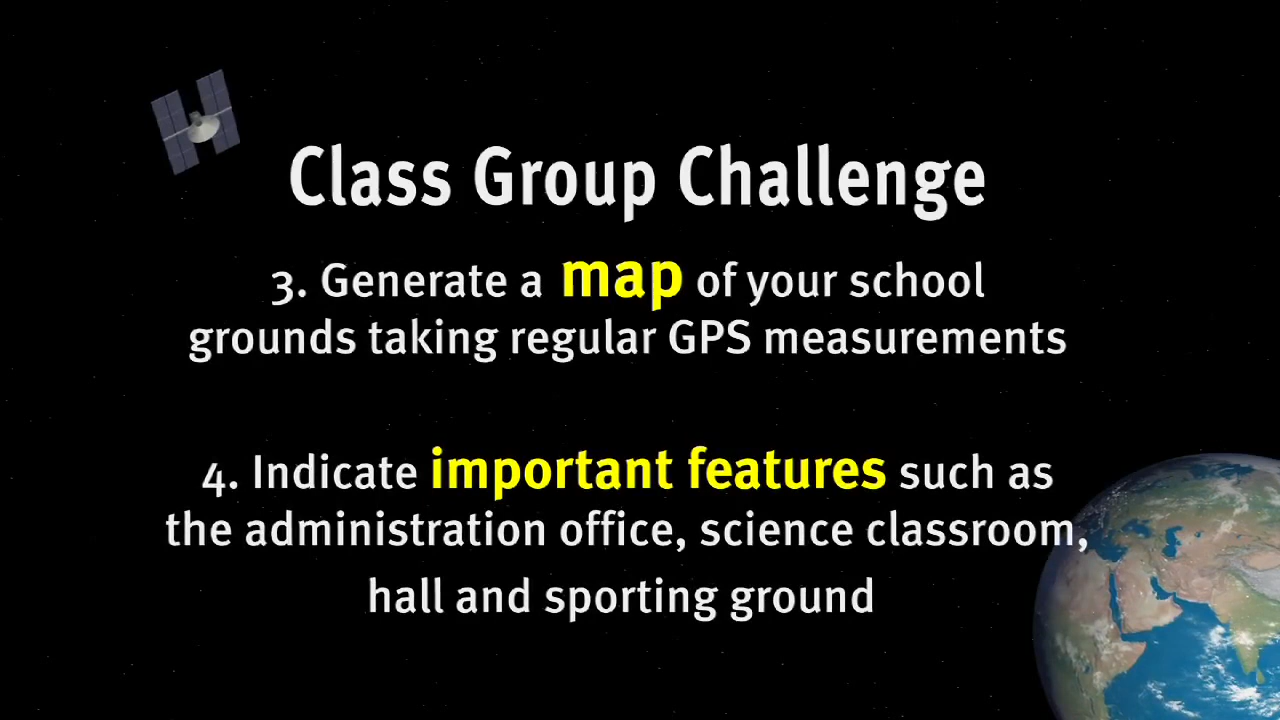 Class Group Challenge
3. Generate a map of your school
grounds taking regular GPS measurements
4. Indicate important features such as
the administration office, science classroom,
hall and sporting ground